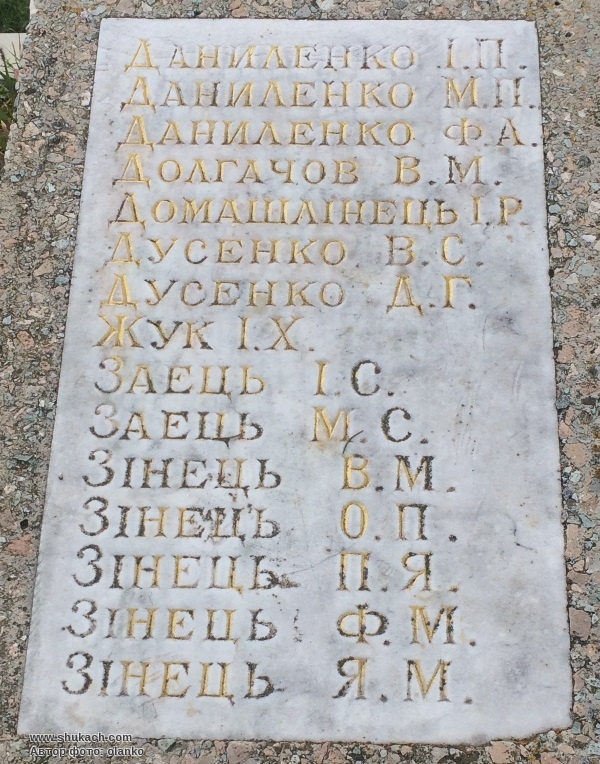 ДАНИЛЕНКО І.П.
ДАНИЛЕНКО М.П.
ДАНИЛЕНКО Ф.А.
ДОЛГАЧОВ В.М.
ДОМАШЛІНЕЦЬ І.Р.
ДУСЕНКО В.С
ДУСЕНКО Д.Г.
ЖУК І.Х.
ЗАЕЦЬ І.С.
ЗАЕЦЬ М.С.
ЗІНЕЦЬ В.М.
ЗІНЕЦЬ О.П.
ЗІНЕЦЬ П.Я.
ЗІНЕЦЬ Ф.М.
ЗІНЕЦЬ Я.М.
www.shukach.com
Автор фото: gianko